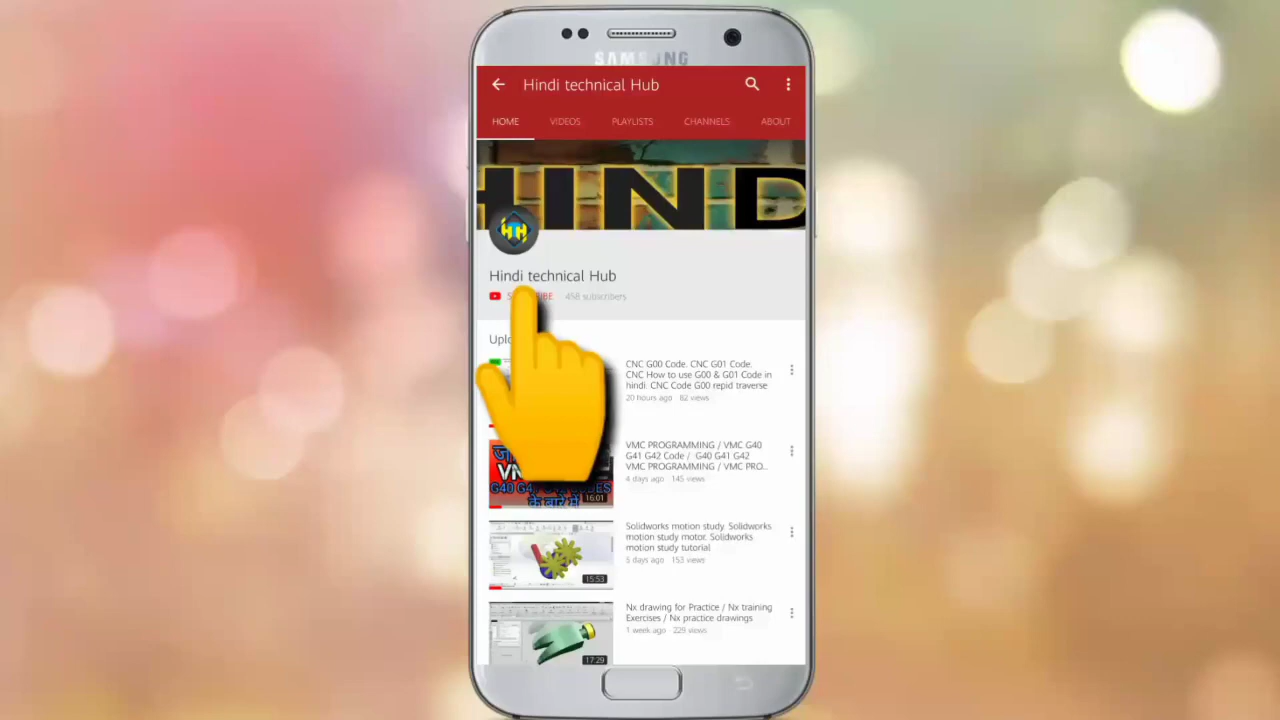 SAMSUNG
Hindi technical Hub
HOME VIDEOS PLAYLISTS CHANNELS ABOUT
HIND
HTH
Hindi technical Hub
458 subscribers
CNC G00 Code. CNC G01 Code.
CNC How to use G00 & G01 Code in
hindi. CNC Code G00 repid traverse
20 hours ago 82 views
VMC PROGRAMMING / VMC G40
G41 G42 Code / G40 G41 G42
VMC PROGRAMMING / VMC PRO...
4 days ago 145 views
G40
के बारे में
16:01
Solidworks motion study. Solidworks
motion study motor. Solidworks
motion study tutorial
5 days ago 153 views
15:53
Nx drawing for Practice / Nx training
Exercises / Nx practice drawings
1 week ago 229 views
17:29